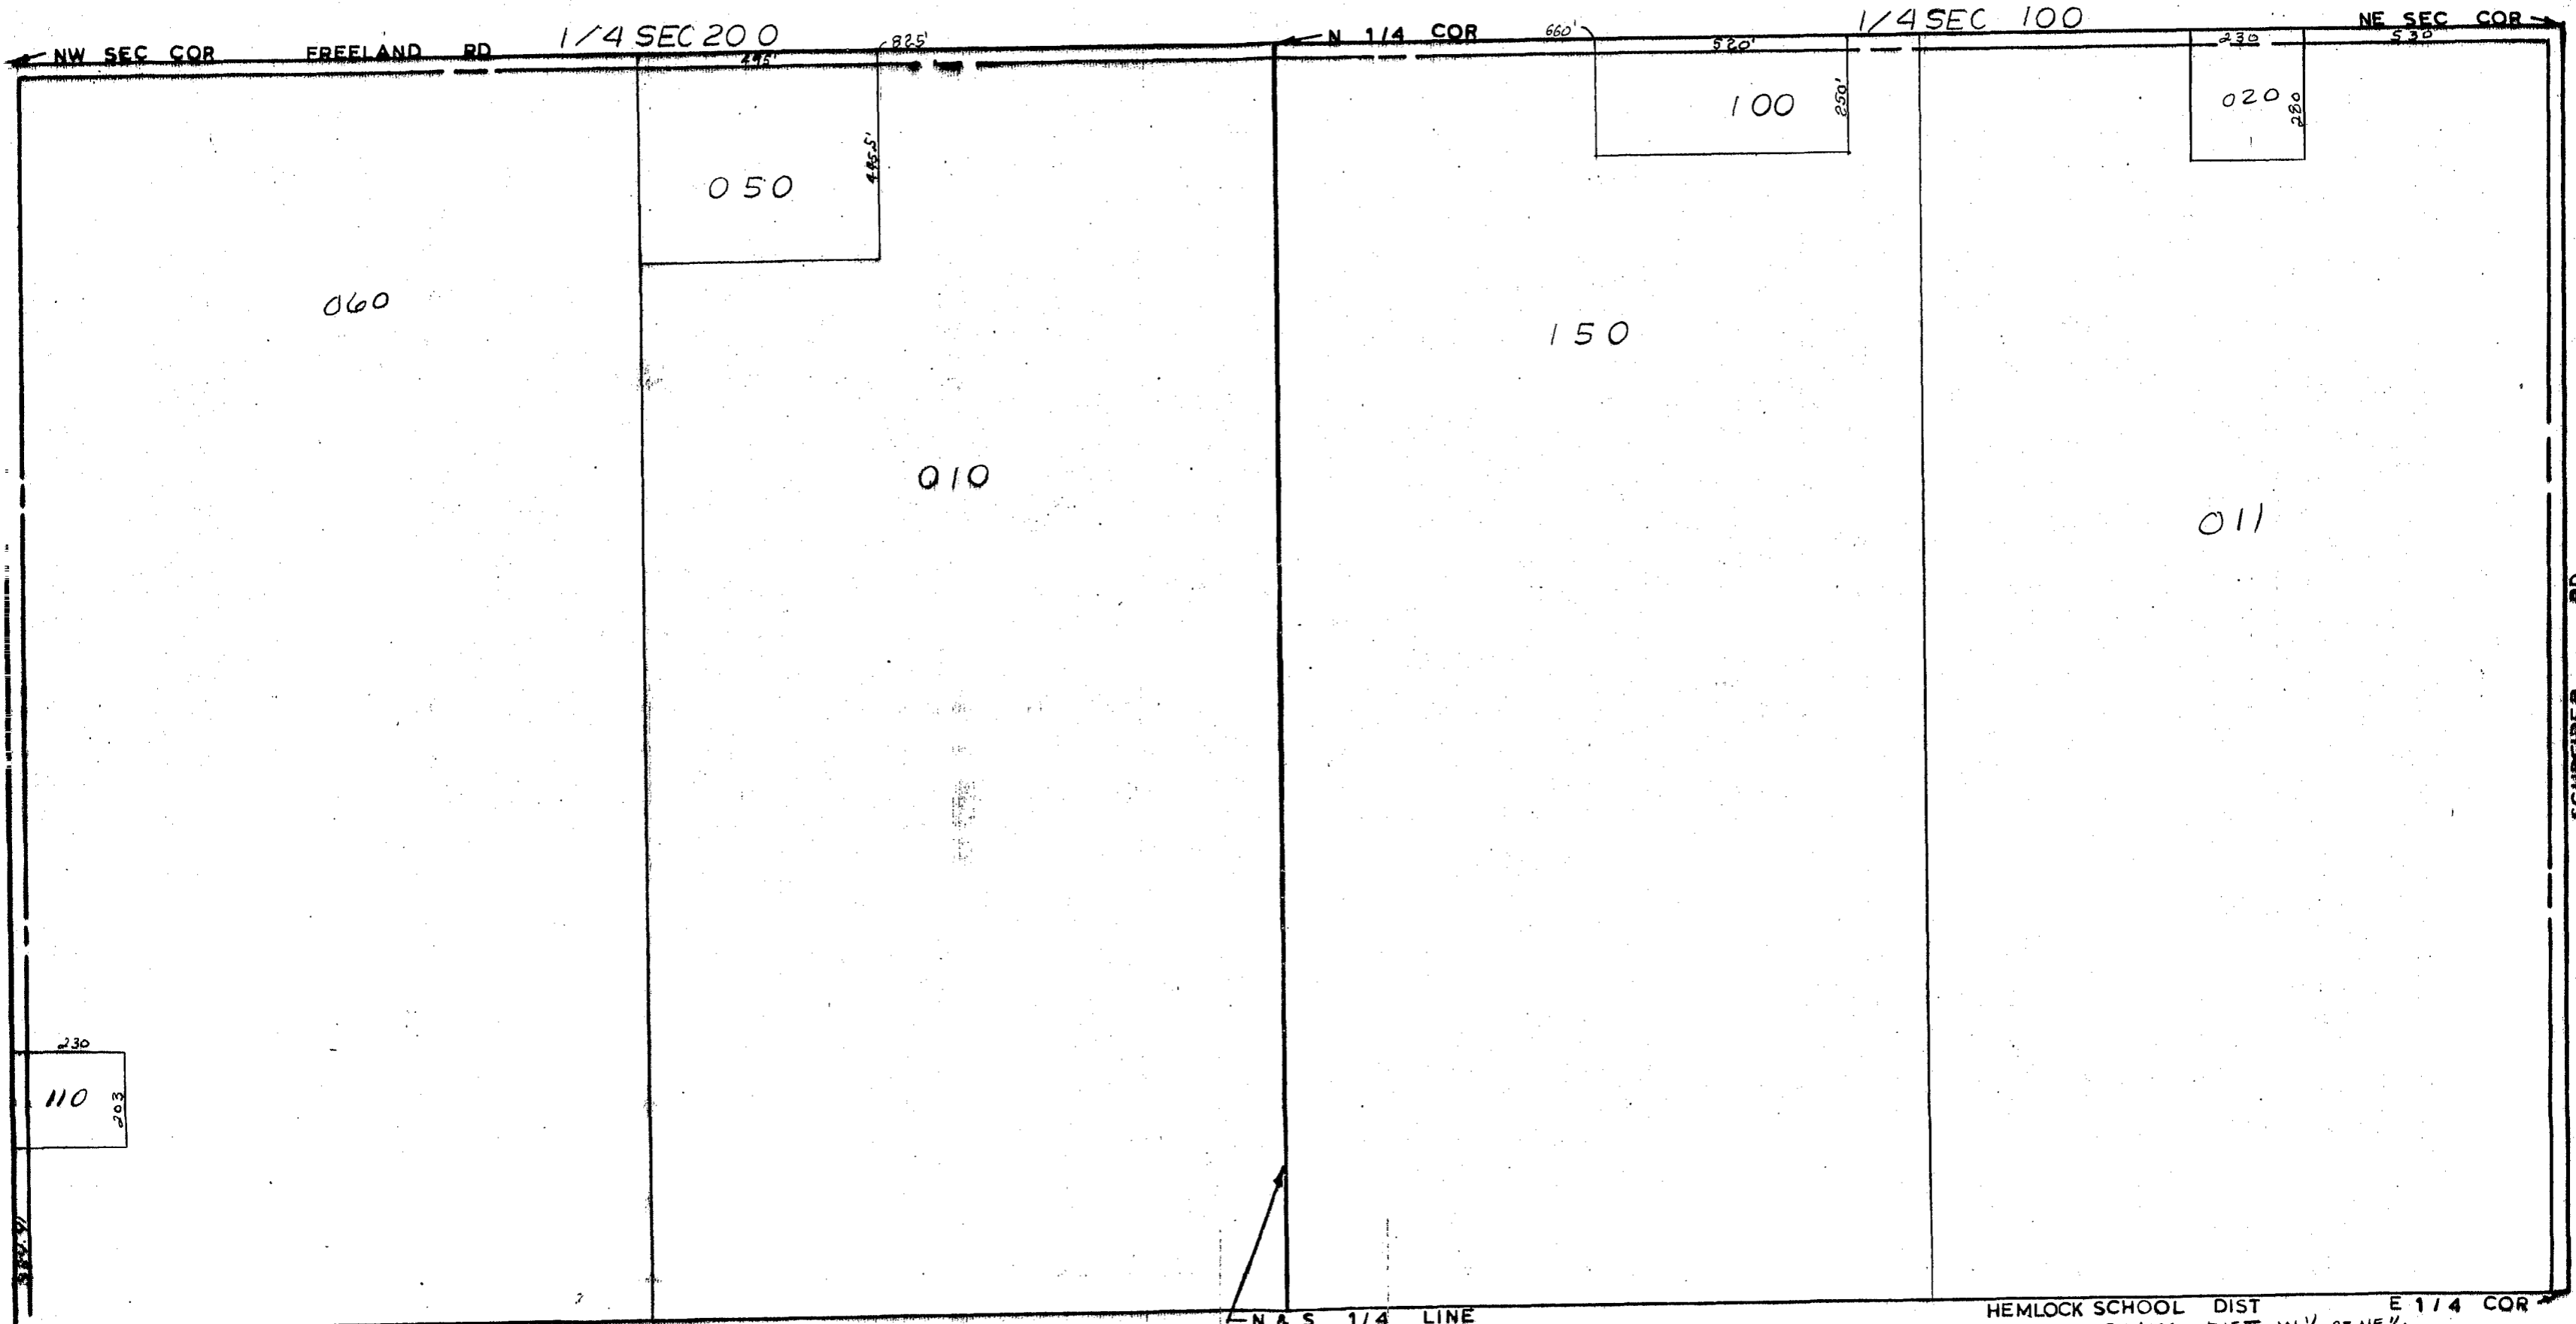 1/4 SEC 200
1/4 SEC 100
NW SEC COR FREELAND RD
825'
N 1/4 COR
660'
520'
NE SEC COR
495'
230
530
100
250'
020
280
050
495.5'
060
150
010
011
RD
230
110
203
N & S 1/4 LINE
HEMLOCK SCHOOL DIST
E 1/4 COR